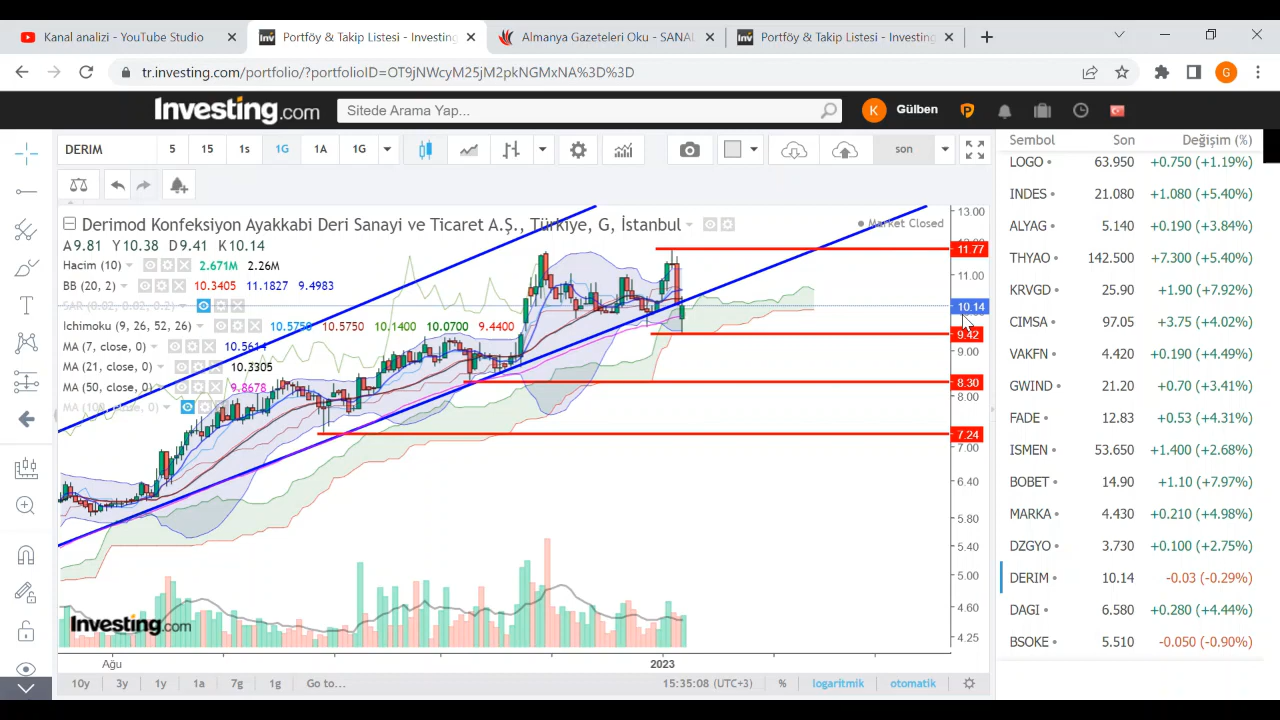 Kanal analizi - YouTube Studio
Portföy & Takip Listesi - Investing
Almanya Gazeteleri Oku - SANAL
Portföy & Takip Listesi - Investing
tr.investing.com/portfolio/?portfolioID=OT9jNWcyM25jM2pkNGMxNA%3D%3D
G
Investing.com
Sitede Arama Yap...
K
Gülben
DERIM
5
15
1s
1G
1A
1G
son
Sembol Son Değişim (%)
LOGO 63.950 +0.750 (+1.19%)
INDES 21.080 +1.080 (+5.40%)
ALYAG 5.140 +0.190 (+3.84%)
THYAO 142.500 +7.300 (+5.40%)
KRVGD 25.90 +1.90 (+7.92%)
CIMSA 97.05 +3.75 (+4.02%)
VAKFN 4.420 +0.190 (+4.49%)
GWIND 21.20 +0.70 (+3.41%)
FADE 12.83 +0.53 (+4.31%)
ISMEN 53.650 +1.400 (+2.68%)
BOBET 14.90 +1.10 (+7.97%)
MARKA 4.430 +0.210 (+4.98%)
DZGYO 3.730 +0.100 (+2.75%)
DERIM 10.14 -0.03 (-0.29%)
DAGI 6.580 +0.280 (+4.44%)
BSOKE 5.510 -0.050 (-0.90%)
Derimod Konfeksiyon Ayakkabi Deri Sanayi ve Ticaret A.Ş., Türkiye, G, İstanbul
Market Closed
A9.81 Y10.38 D9.41 K10.14
Hacim (10) 2.671M 2.26M
BB (20, 2) 10.3405 11.1827 9.4983
SAR (0.02, 0.02, 0.2)
Ichimoku (9, 26, 52, 26) 10.5750 10.5750 10.1400 10.0700 9.4400
MA (7, close, 0) 10.5614
MA (21, close, 0) 10.3305
MA (50, close, 0) 9.8678
MA (100, close, 0)
13.00
11.77
11.00
10.14
9.42
9.00
8.30
8.00
7.24
7.00
6.40
5.80
5.40
5.00
4.60
4.25
Investing.com
Ağu
2023
10y 3y 1y 1a 7g 1g Go to... 15:35:08 (UTC+3) % logaritmik otomatik